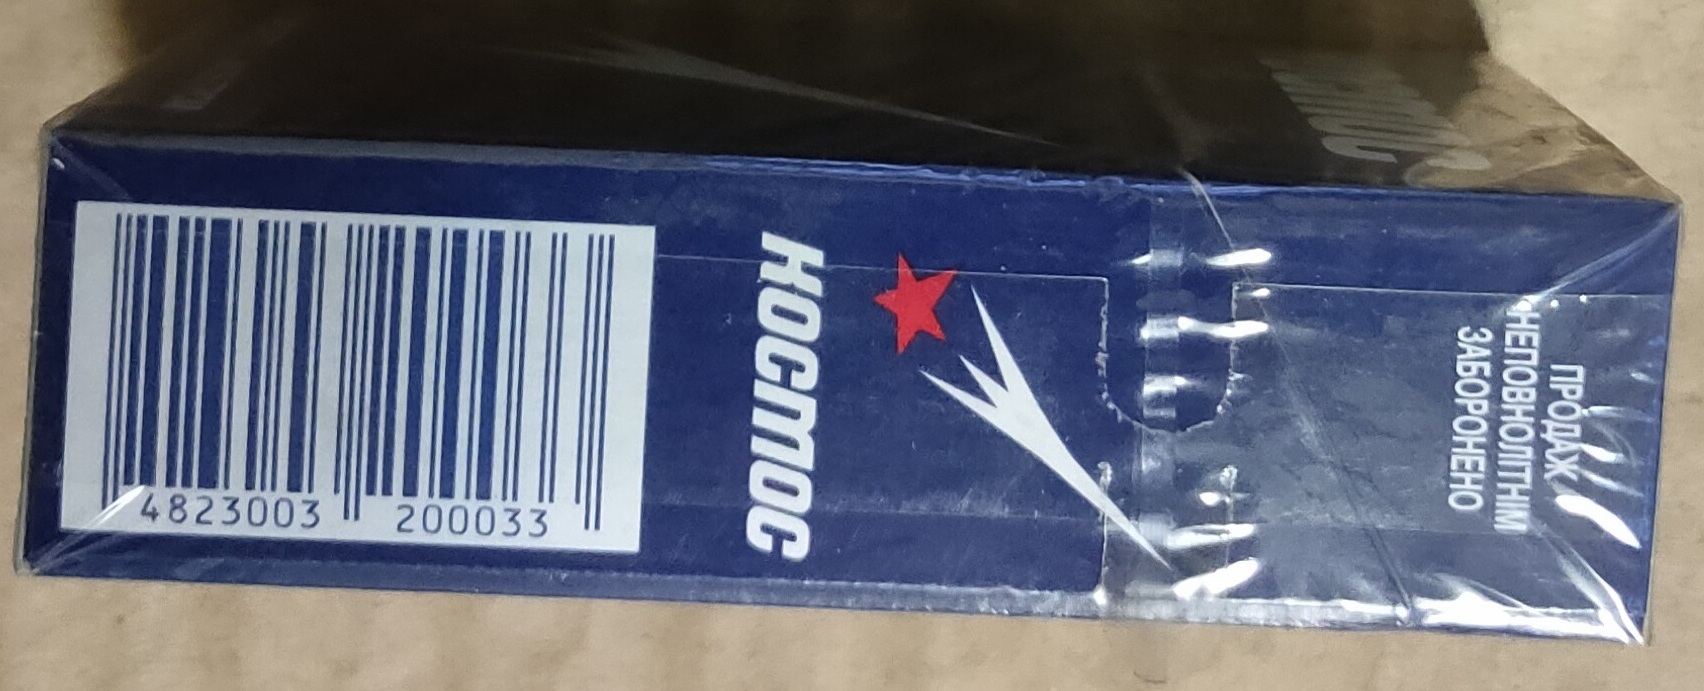 4823003 200033
КОСМОС
ПРОДАЖ
НЕПОВНОЛІТНІМ
ЗАБОРОНЕНО